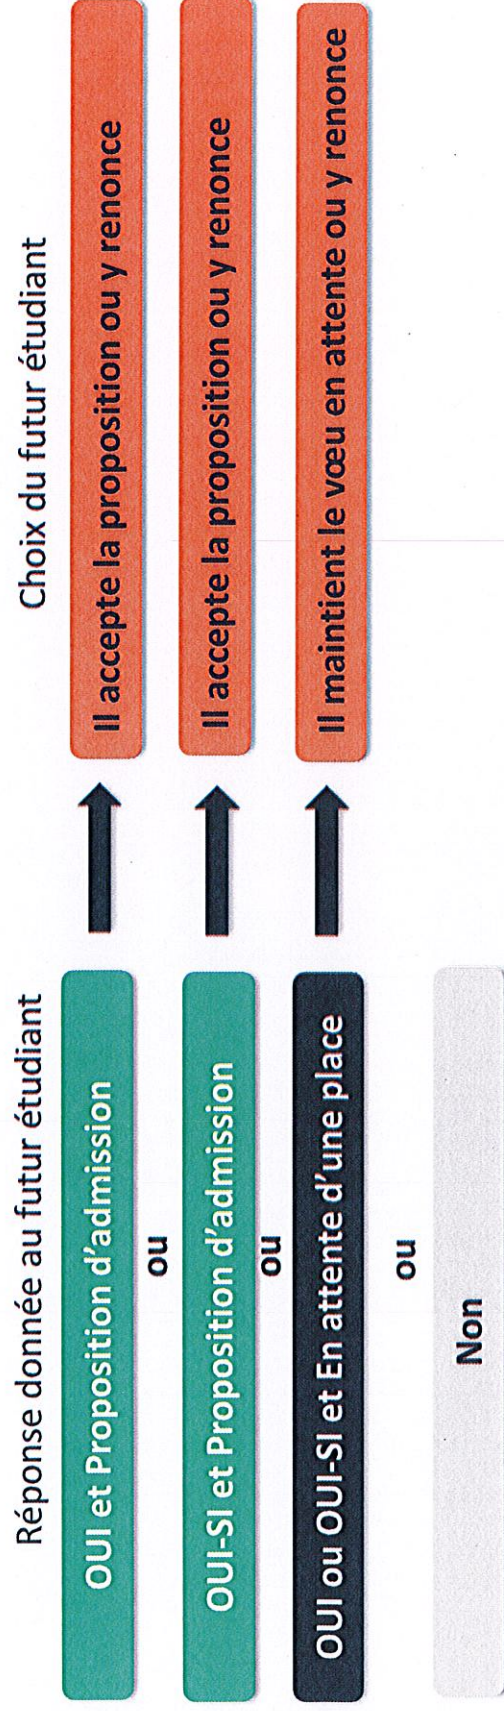 Réponse donnée au futur étudiant
Choix du futur étudiant
OUI et Proposition d'admission
Il accepte la proposition ou y renonce
ou
OUI-SI et Proposition d'admission
Il accepte la proposition ou y renonce
ou
OUI ou OUI-SI et En attente d'une place
Il maintient le vœu en attente ou y renonce
ou
Non